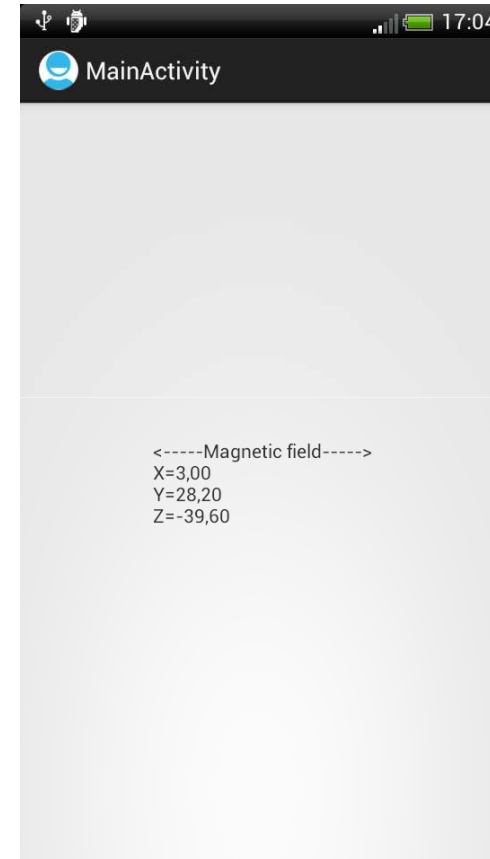 17:04
MainActivity
<-----Magnetic field----->
X=3,00
Y=28,20
Z=-39,60